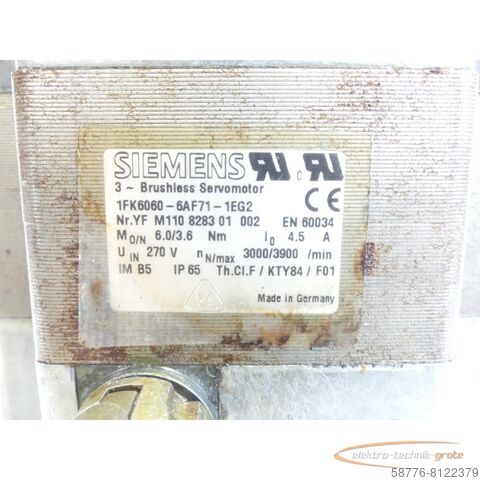 SIEMENS
3 ~ Brushless Servomotor
1FK6060-6AF71-1EG2
Nr.YF M110 8283 01 002 EN 60034
M0/N 6.0/3.6 Nm I0 4.5 A
U IN 270 V nN/max 3000/3900 /min
IM B5 IP 65 Th.Cl.F / KTY84 / F01
Made in Germany
elektro-technik-grote
58776-8122379